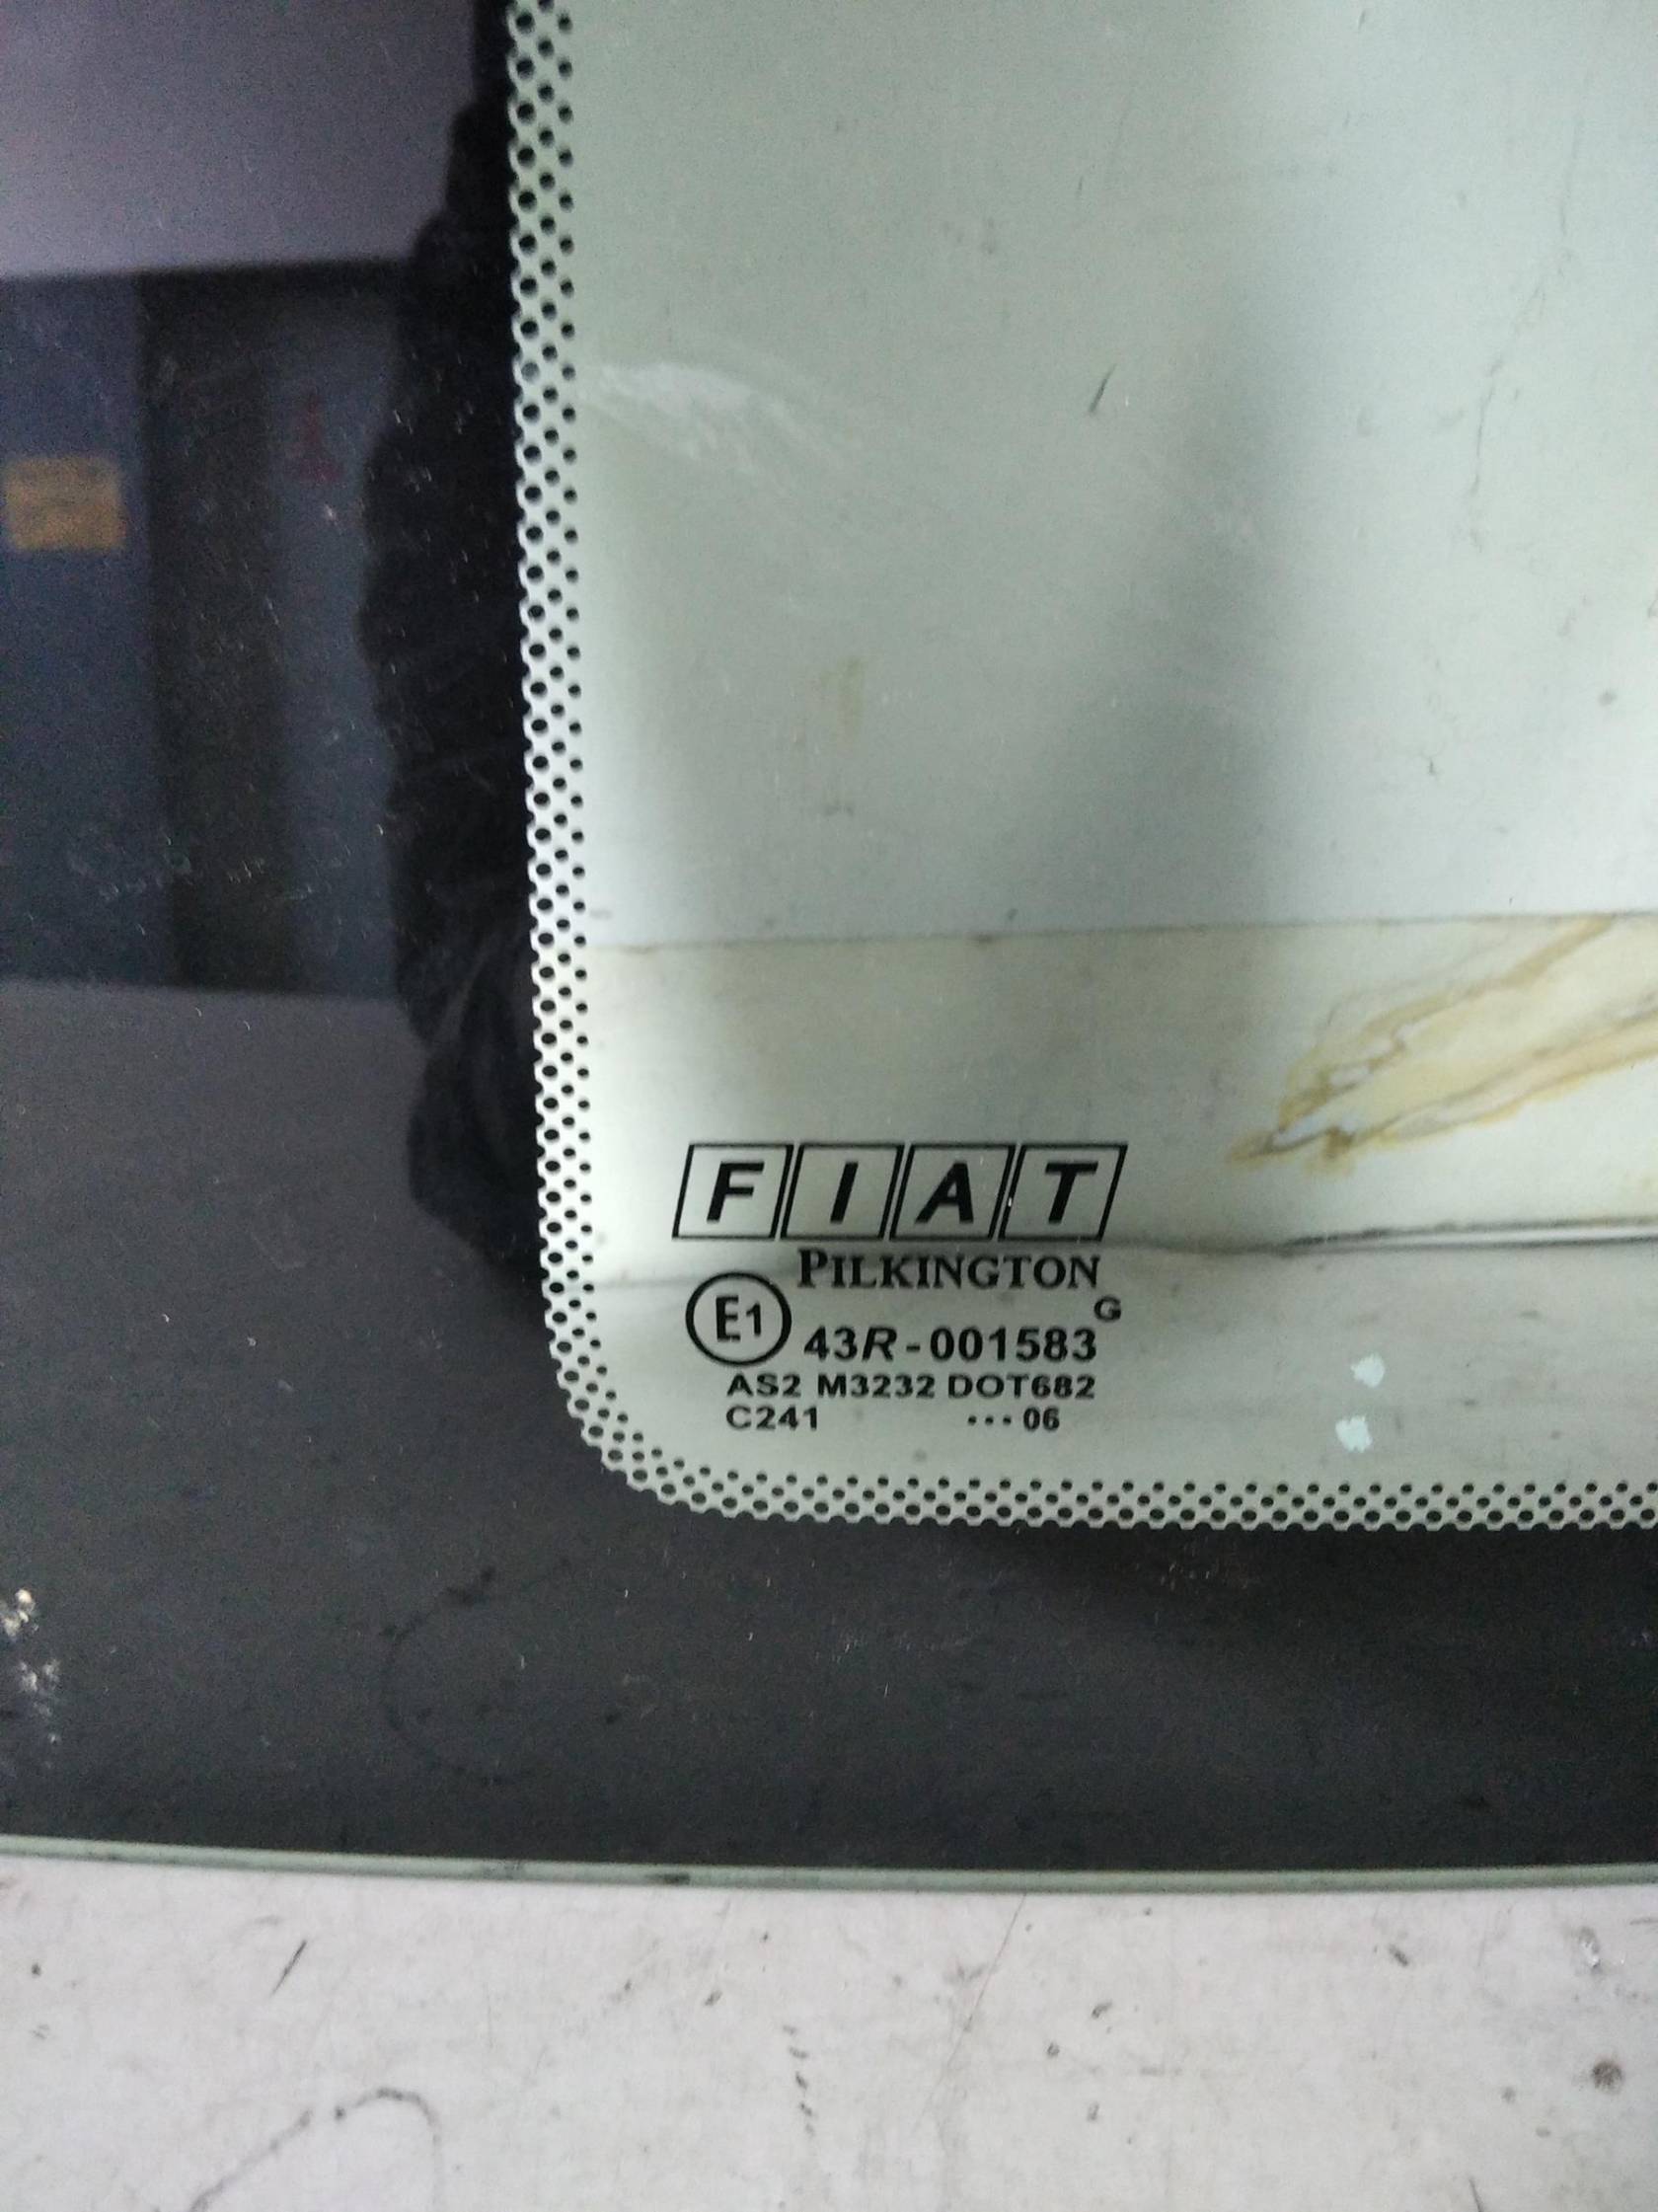 FIAT
PILKINGTON
G
E1 43R-001583
AS2 M3232 DOT682
C241 ··· 06